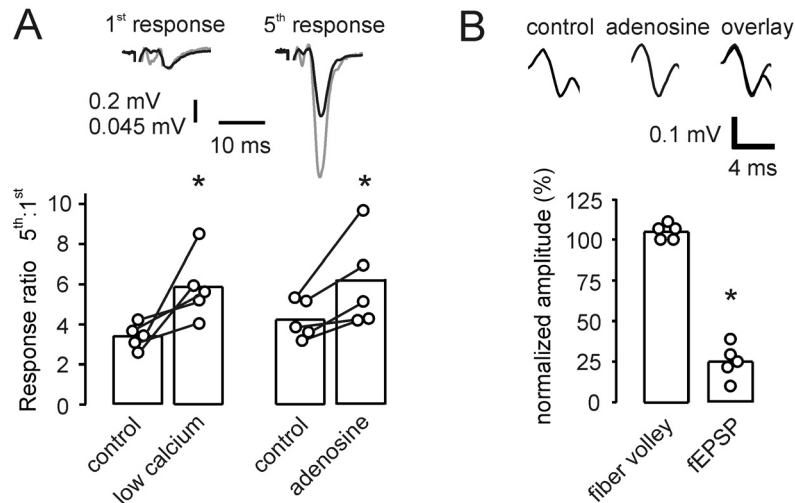 A
1st response
5th response
0.2 mV
0.045 mV
10 ms
*
*
Response ratio 5th:1st
10
8
6
4
2
0
control
low calcium
control
adenosine
B
control
adenosine
overlay
0.1 mV
4 ms
normalized amplitude (%)
125
100
75
50
25
0
*
fiber volley
fEPSP